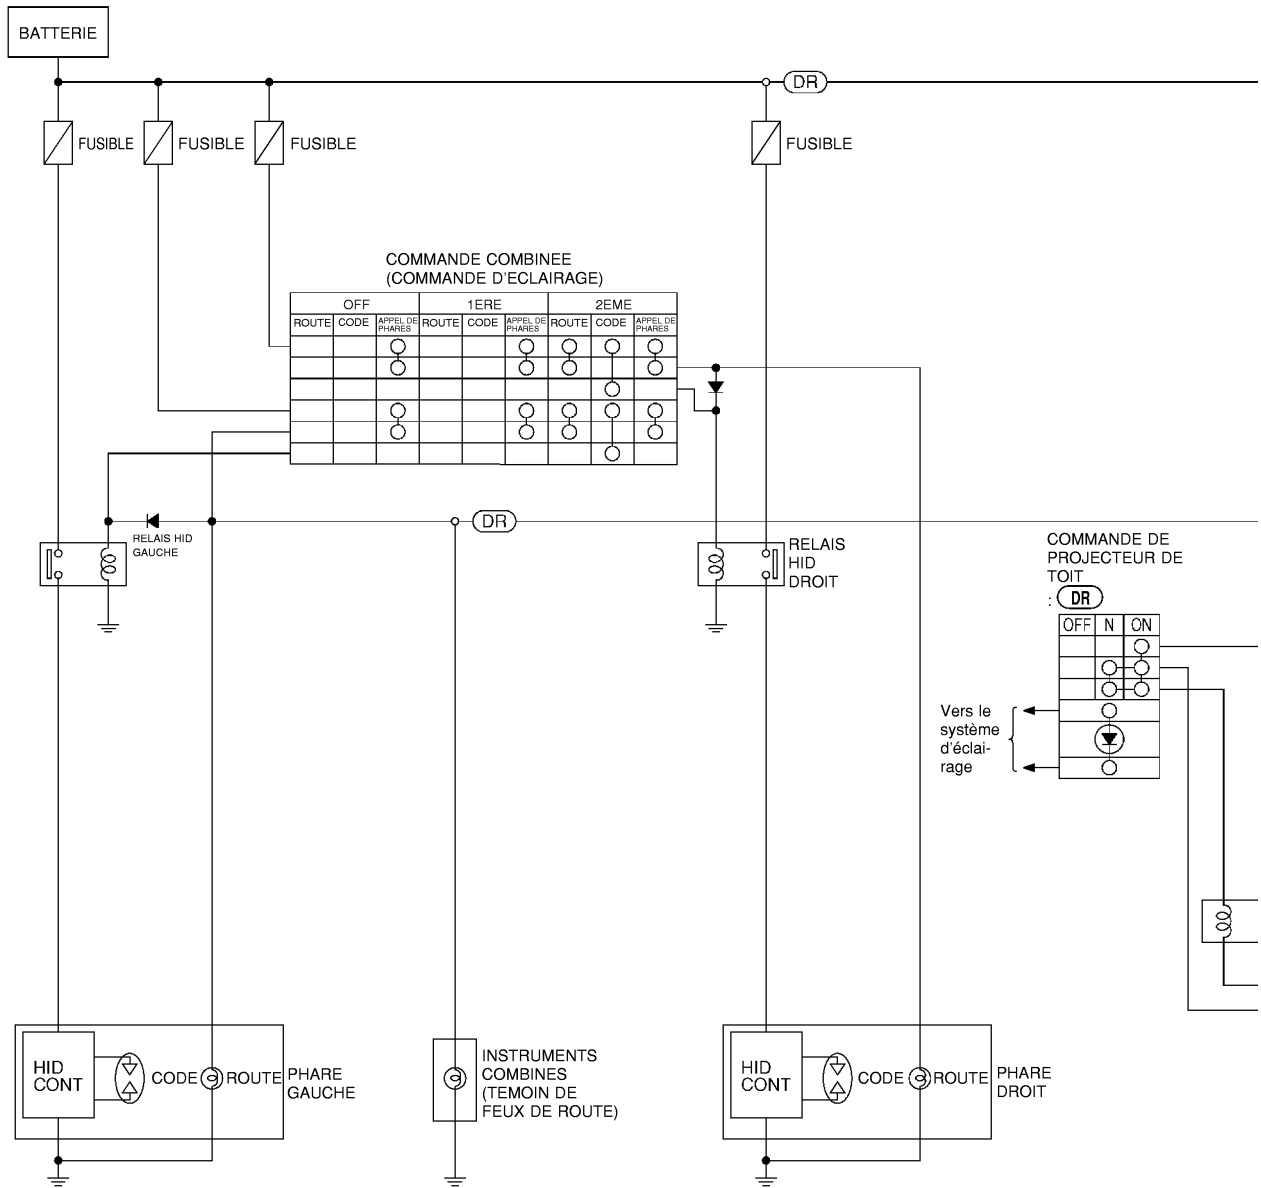 BATTERIE
DR
FUSIBLE
FUSIBLE
FUSIBLE
FUSIBLE
COMMANDE COMBINEE
(COMMANDE D'ECLAIRAGE)
OFF 1ERE 2EME
ROUTE CODE APPEL DE PHARES ROUTE CODE APPEL DE PHARES ROUTE CODE APPEL DE PHARES
DR
RELAIS HID
GAUCHE
RELAIS
HID
DROIT
COMMANDE DE
PROJECTEUR DE
TOIT
: DR
OFF N ON
Vers le
système
d'éclai-
rage
HID
CONT
CODE
ROUTE
PHARE
GAUCHE
INSTRUMENTS
COMBINES
(TEMOIN DE
FEUX DE ROUTE)
HID
CONT
CODE
ROUTE
PHARE
DROIT